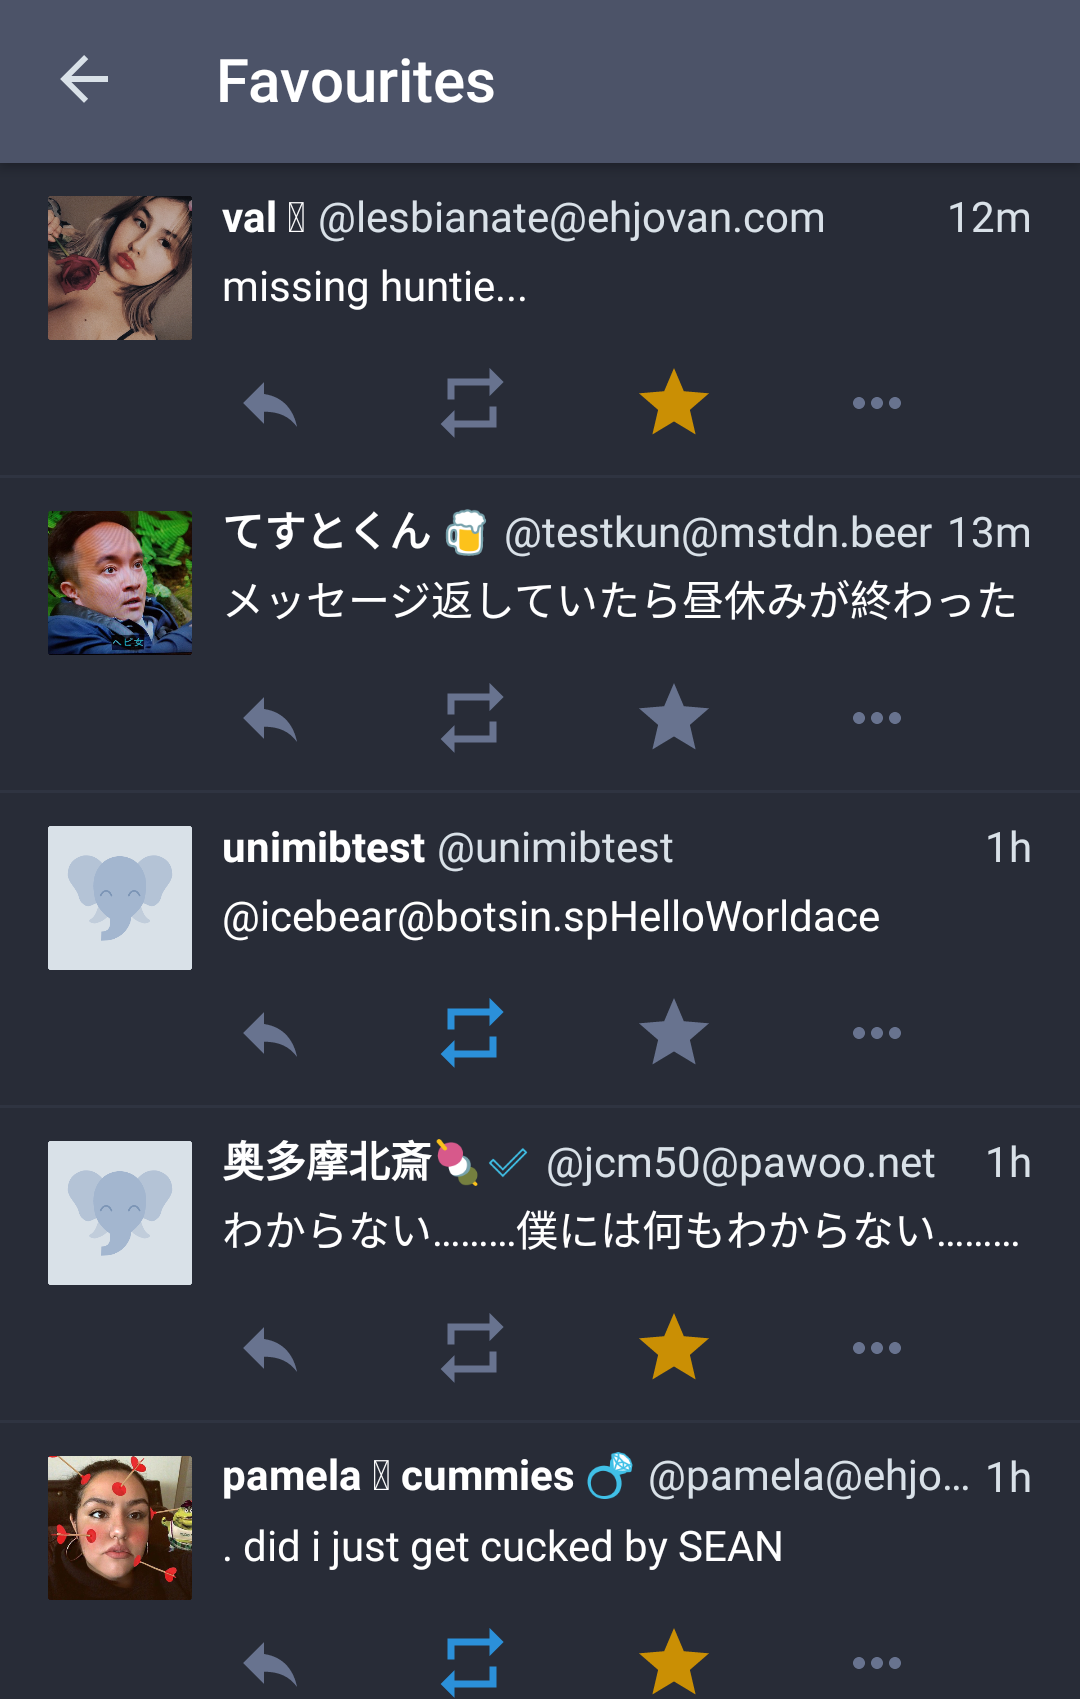 Favourites
val @lesbianate@ehjovan.com 12m
missing huntie...
てすとくん 🍺 @testkun@mstdn.beer 13m
メッセージ返していたら昼休みが終わった
ヘビ女
unimibtest @unimibtest 1h
@icebear@botsin.spHelloWorldace
奥多摩北斎🍡✓ @jcm50@pawoo.net 1h
わからない………僕には何もわからない………
pamela cummies 💍 @pamela@ehjo... 1h
. did i just get cucked by SEAN